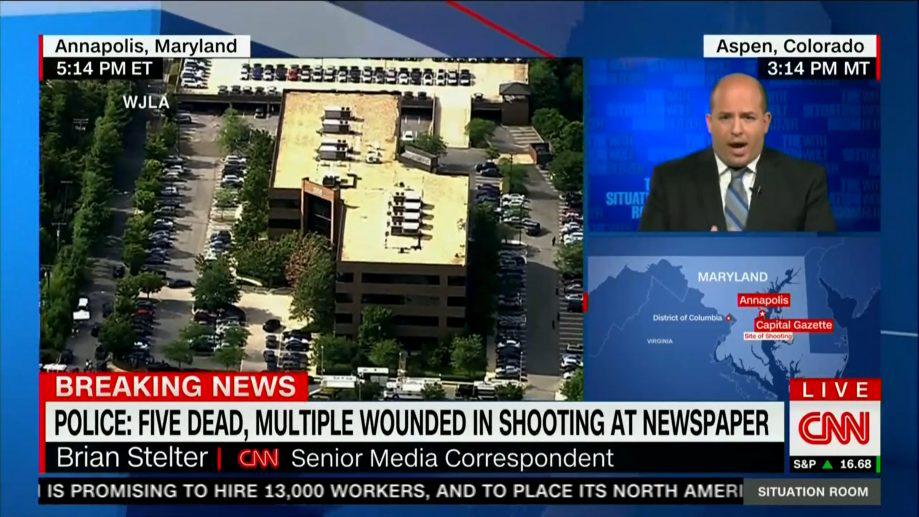 Annapolis, Maryland
5:14 PM ET
WJLA
Aspen, Colorado
3:14 PM MT
SITUATION
MARYLAND
Annapolis
District of Columbia
Capital Gazette
Site of Shooting
VIRGINIA
BREAKING NEWS
POLICE: FIVE DEAD, MULTIPLE WOUNDED IN SHOOTING AT NEWSPAPER
Brian Stelter | CNN Senior Media Correspondent
LIVE
CNN
S&P ▲ 16.68
IS PROMISING TO HIRE 13,000 WORKERS, AND TO PLACE ITS NORTH AMERI
SITUATION ROOM